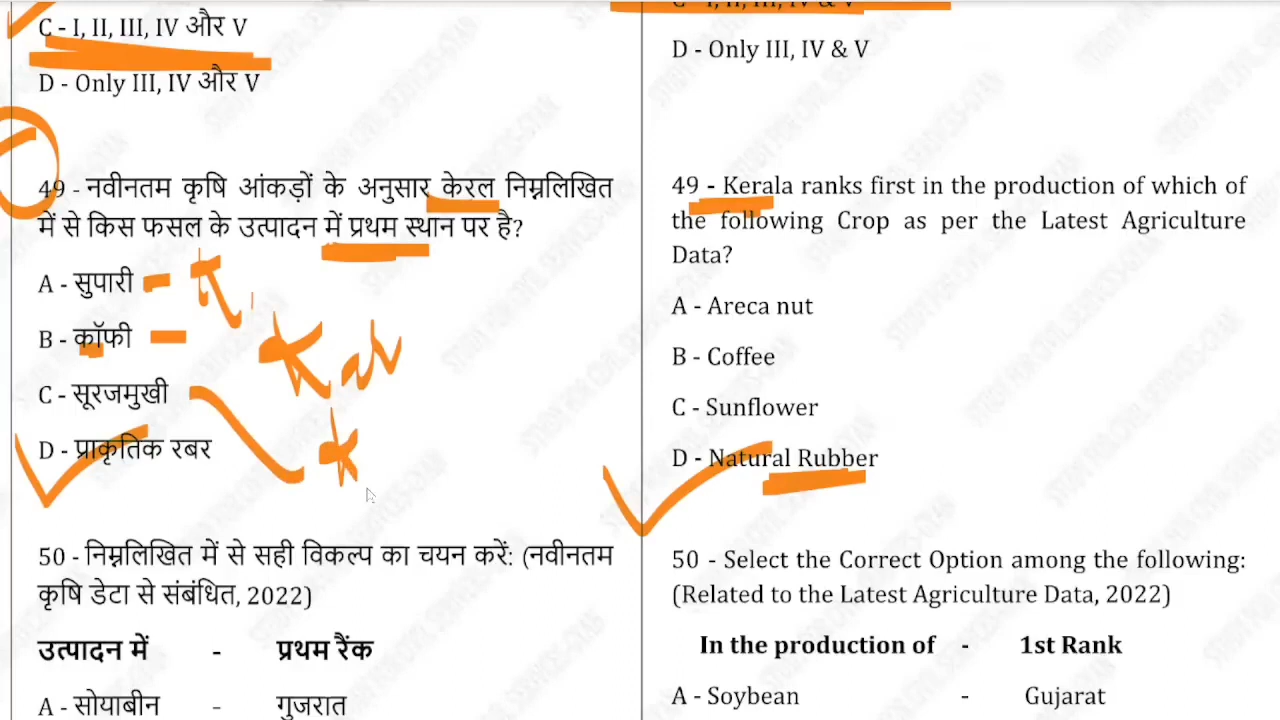 C - I, II, III, IV और V
D - Only III, IV और V
49 - नवीनतम कृषि आंकड़ों के अनुसार केरल निम्नलिखित
में से किस फसल के उत्पादन में प्रथम स्थान पर है?
A - सुपारी
B - कॉफी
C - सूरजमुखी
D - प्राकृतिक रबर
50 - निम्नलिखित में से सही विकल्प का चयन करें: (नवीनतम
कृषि डेटा से संबंधित, 2022)
उत्पादन में - प्रथम रैंक
A - सोयाबीन - गुजरात
C - I, II, III, IV & V
D - Only III, IV & V
49 - Kerala ranks first in the production of which of
the following Crop as per the Latest Agriculture
Data?
A - Areca nut
B - Coffee
C - Sunflower
D - Natural Rubber
50 - Select the Correct Option among the following:
(Related to the Latest Agriculture Data, 2022)
In the production of - 1st Rank
A - Soybean - Gujarat